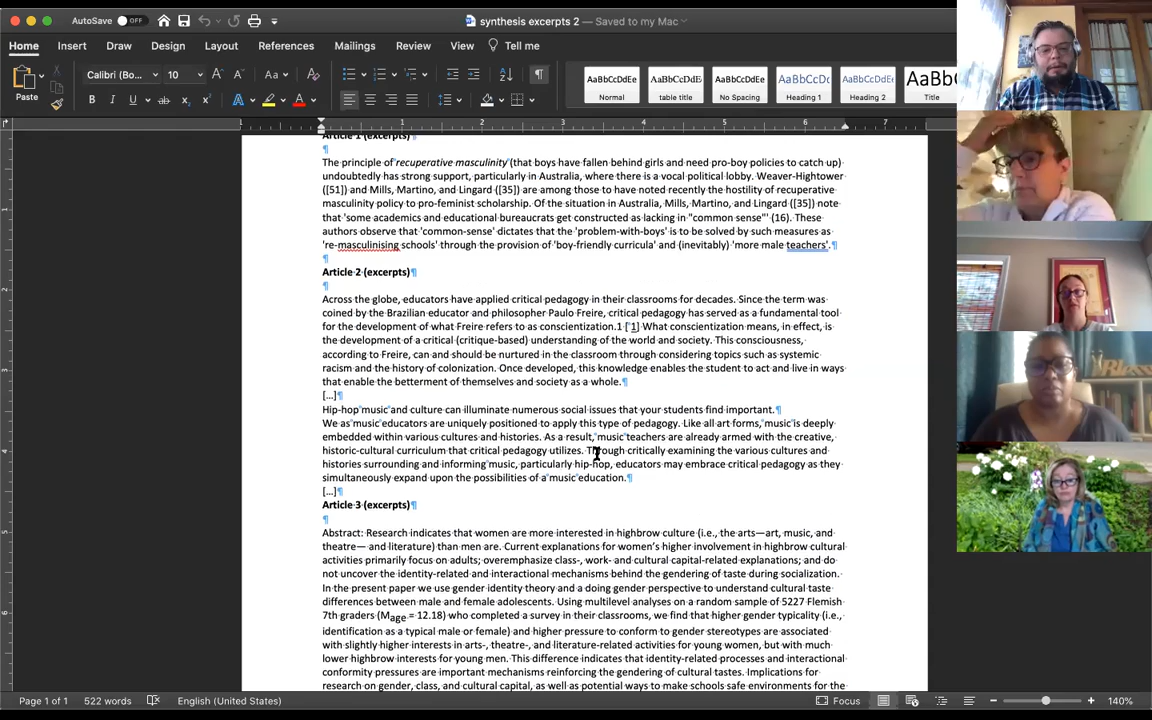 AutoSave OFF synthesis excerpts 2 — Saved to my Mac
Home Insert Draw Design Layout References Mailings Review View Tell me
Paste
Calibri (Bo... 10
AaBbCcDdEe AaBbCcDdEe AaBbCcDdEe AaBbCcDc AaBbCcDdEe AaBb
Normal table title No Spacing Heading 1 Heading 2 Title
1 1 2 3 4 5 6 7
Article 1 (excerpts)
The principle of recuperative masculinity (that boys have fallen behind girls and need pro-boy policies to catch up)
undoubtedly has strong support, particularly in Australia, where there is a vocal political lobby. Weaver-Hightower
([51]) and Mills, Martino, and Lingard ([35]) are among those to have noted recently the hostility of recuperative
masculinity policy to pro-feminist scholarship. Of the situation in Australia, Mills, Martino, and Lingard ([35]) note
that 'some academics and educational bureaucrats get constructed as lacking in "common sense"' (16). These
authors observe that 'common-sense' dictates that the 'problem-with-boys' is to be solved by such measures as
're-masculinising schools' through the provision of 'boy-friendly curricula' and (inevitably) 'more male teachers'.
Article 2 (excerpts)
Across the globe, educators have applied critical pedagogy in their classrooms for decades. Since the term was
coined by the Brazilian educator and philosopher Paulo Freire, critical pedagogy has served as a fundamental tool
for the development of what Freire refers to as conscientization.1 [ 1] What conscientization means, in effect, is
the development of a critical (critique-based) understanding of the world and society. This consciousness,
according to Freire, can and should be nurtured in the classroom through considering topics such as systemic
racism and the history of colonization. Once developed, this knowledge enables the student to act and live in ways
that enable the betterment of themselves and society as a whole.
[...]
Hip-hop music and culture can illuminate numerous social issues that your students find important.
We as music educators are uniquely positioned to apply this type of pedagogy. Like all art forms, music is deeply
embedded within various cultures and histories. As a result, music teachers are already armed with the creative,
historic-cultural curriculum that critical pedagogy utilizes. Through critically examining the various cultures and
histories surrounding and informing music, particularly hip-hop, educators may embrace critical pedagogy as they
simultaneously expand upon the possibilities of a music education.
[...]
Article 3 (excerpts)
Abstract: Research indicates that women are more interested in highbrow culture (i.e., the arts—art, music, and
theatre— and literature) than men are. Current explanations for women's higher involvement in highbrow cultural
activities primarily focus on adults; overemphasize class-, work- and cultural capital-related explanations; and do
not uncover the identity-related and interactional mechanisms behind the gendering of taste during socialization.
In the present paper we use gender identity theory and a doing gender perspective to understand cultural taste
differences between male and female adolescents. Using multilevel analyses on a random sample of 5227 Flemish
7th graders (Mage = 12.18) who completed a survey in their classrooms, we find that higher gender typicality (i.e.,
identification as a typical male or female) and higher pressure to conform to gender stereotypes are associated
with slightly higher interests in arts-, theatre-, and literature-related activities for young women, but with much
lower highbrow interests for young men. This difference indicates that identity-related processes and interactional
conformity pressures are important mechanisms reinforcing the gendering of cultural tastes. Implications for
research on gender, class, and cultural capital, as well as potential ways to make schools safe environments for the
Page 1 of 1 522 words English (United States) Focus 140%